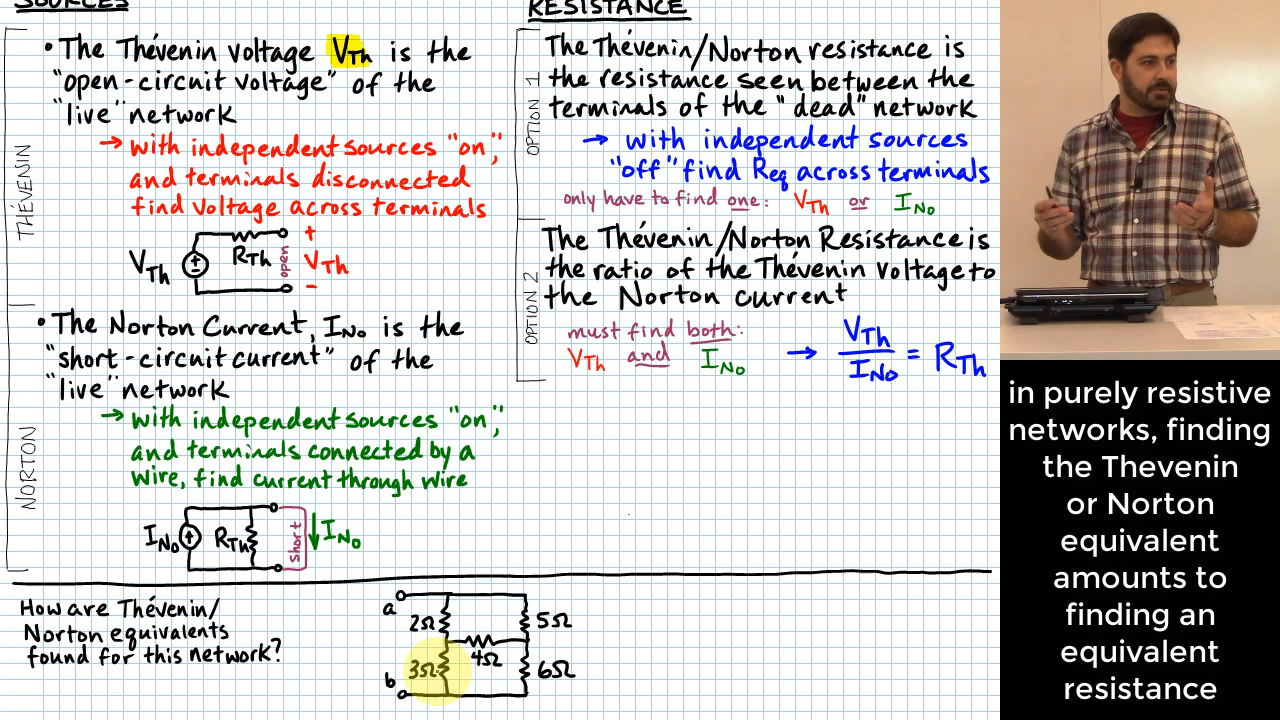 SOURCES
THÉVENIN
• The Thévenin voltage VTh is the
"open-circuit voltage" of the
"live" network
→ with independent sources "on,"
and terminals disconnected
find voltage across terminals
VTh
RTh
open
+
VTh
-
NORTON
• The Norton Current, INo is the
"short-circuit current" of the
"live" network
→ with independent sources "on,"
and terminals connected by a
wire, find current through wire
INo
RTh
short
INo
RESISTANCE
OPTION 1
The Thévenin/Norton resistance is
the resistance seen between the
terminals of the "dead" network
→ with independent sources
"off" find Req across terminals
only have to find one: VTh or INo
OPTION 2
The Thévenin/Norton Resistance is
the ratio of the Thévenin voltage to
the Norton current
must find both:
VTh and INo
→ VTh/INo = RTh
How are Thévenin/
Norton equivalents
found for this network?
a
2Ω
5Ω
4Ω
3Ω
6Ω
b
in purely resistive
networks, finding
the Thevenin
or Norton
equivalent
amounts to
finding an
equivalent
resistance